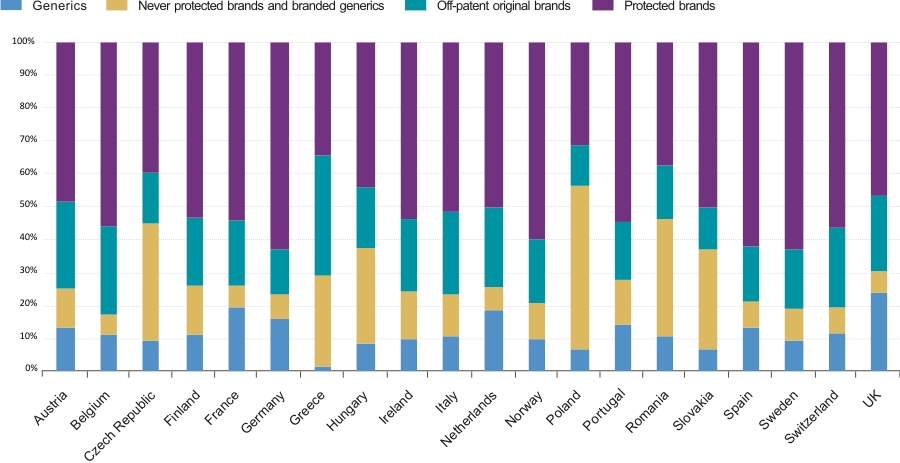 Generics Never protected brands and branded generics Off-patent original brands Protected brands
100%
90%
80%
70%
60%
50%
40%
30%
20%
10%
0%
Austria
Belgium
Czech Republic
Finland
France
Germany
Greece
Hungary
Ireland
Italy
Netherlands
Norway
Poland
Portugal
Romania
Slovakia
Spain
Sweden
Switzerland
UK